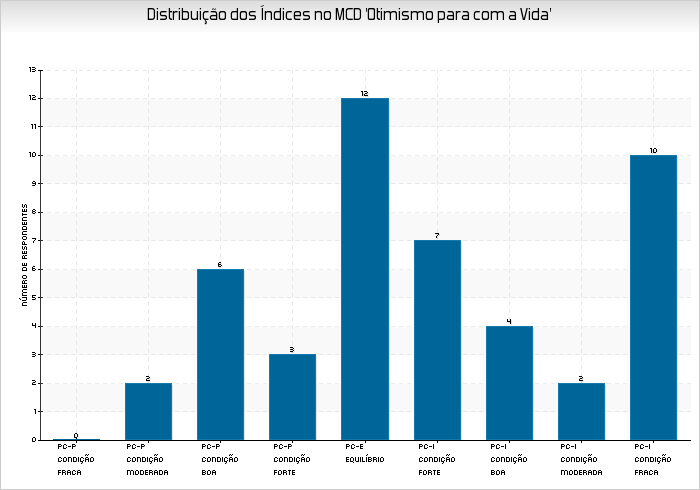 Distribuição dos Índices no MCD 'Otimismo para com a Vida'
NÚMERO DE RESPONDENTES
13
12
11
10
9
8
7
6
5
4
3
2
1
0
0
2
6
3
12
7
4
2
10
PC-P
CONDIÇÃO
FRACA
PC-P
CONDIÇÃO
MODERADA
PC-P
CONDIÇÃO
BOA
PC-P
CONDIÇÃO
FORTE
PC-E
EQUILÍBRIO
PC-I
CONDIÇÃO
FORTE
PC-I
CONDIÇÃO
BOA
PC-I
CONDIÇÃO
MODERADA
PC-I
CONDIÇÃO
FRACA